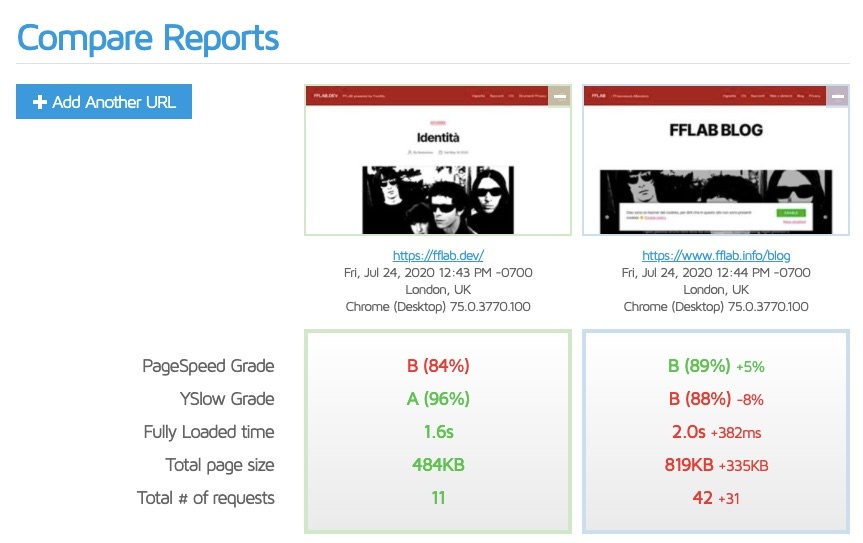 Compare Reports
+ Add Another URL
FFLAB.DEV
Identità
FFLAB
FFLAB BLOG
https://fflab.dev/
Fri, Jul 24, 2020 12:43 PM -0700
London, UK
Chrome (Desktop) 75.0.3770.100
https://www.fflab.info/blog
Fri, Jul 24, 2020 12:44 PM -0700
London, UK
Chrome (Desktop) 75.0.3770.100
PageSpeed Grade B (84%) B (89%) +5%
YSlow Grade A (96%) B (88%) -8%
Fully Loaded time 1.6s 2.0s +382ms
Total page size 484KB 819KB +335KB
Total # of requests 11 42 +31